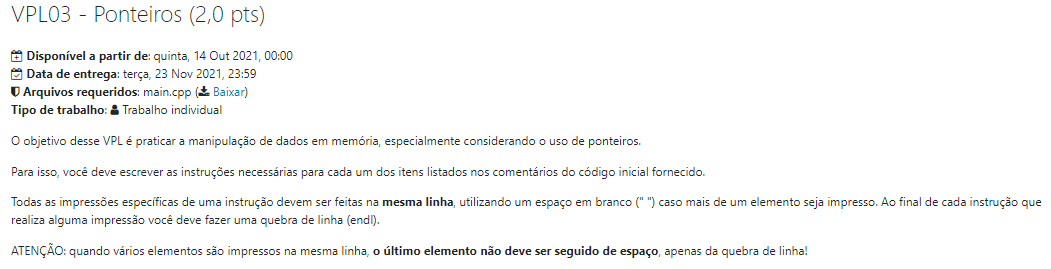 VPL03 - Ponteiros (2,0 pts)
Disponível a partir de: quinta, 14 Out 2021, 00:00
Data de entrega: terça, 23 Nov 2021, 23:59
Arquivos requeridos: main.cpp (Baixar)
Tipo de trabalho: Trabalho individual
O objetivo desse VPL é praticar a manipulação de dados em memória, especialmente considerando o uso de ponteiros.
Para isso, você deve escrever as instruções necessárias para cada um dos itens listados nos comentários do código inicial fornecido.
Todas as impressões específicas de uma instrução devem ser feitas na mesma linha, utilizando um espaço em branco (" ") caso mais de um elemento seja impresso. Ao final de cada instrução que
realiza alguma impressão você deve fazer uma quebra de linha (endl).
ATENÇÃO: quando vários elementos são impressos na mesma linha, o último elemento não deve ser seguido de espaço, apenas da quebra de linha!